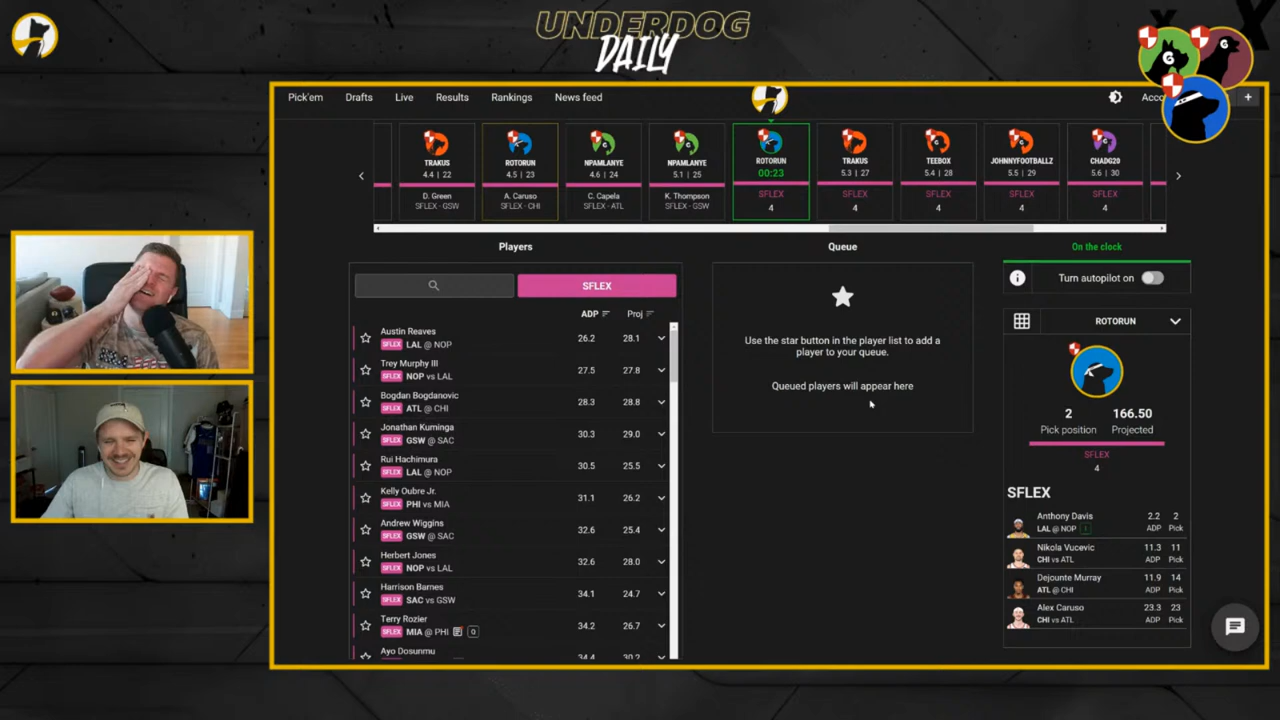 UNDERDOG
DAILY
Pick'em
Drafts
Live
Results
Rankings
News feed
TRAKUS
4.4 | 22
D. Green
SFLEX - GSW
ROTORUN
4.5 | 23
A. Caruso
SFLEX - CHI
NPAMLANYE
4.6 | 24
C. Capela
SFLEX - ATL
NPAMLANYE
5.1 | 25
K. Thompson
SFLEX - GSW
ROTORUN
00:23
SFLEX
4
TRAKUS
5.3 | 27
SFLEX
4
TEEBOX
5.4 | 28
SFLEX
4
JOHNNYFOOTBALLZ
5.5 | 29
SFLEX
4
CHADG20
5.6 | 30
SFLEX
4
Players
Queue
On the clock
SFLEX
ADP Proj
Austin Reaves
SFLEX LAL @ NOP 26.2 28.1
Trey Murphy III
SFLEX NOP vs LAL 27.5 27.8
Bogdan Bogdanovic
SFLEX ATL @ CHI 28.3 28.8
Jonathan Kuminga
SFLEX GSW @ SAC 30.3 29.0
Rui Hachimura
SFLEX LAL @ NOP 30.5 25.5
Kelly Oubre Jr.
SFLEX PHI vs MIA 31.1 26.2
Andrew Wiggins
SFLEX GSW @ SAC 32.6 25.4
Herbert Jones
SFLEX NOP vs LAL 32.6 28.0
Harrison Barnes
SFLEX SAC vs GSW 34.1 24.7
Terry Rozier
SFLEX MIA @ PHI Q 34.2 26.7
Ayo Dosunmu
Use the star button in the player list to add a
player to your queue.
Queued players will appear here
Turn autopilot on
ROTORUN
2 166.50
Pick position Projected
SFLEX
4
SFLEX
Anthony Davis 2.2 2
LAL @ NOP ADP Pick
Nikola Vucevic 11.3 11
CHI vs ATL ADP Pick
Dejounte Murray 11.9 14
ATL @ CHI ADP Pick
Alex Caruso 23.3 23
CHI vs ATL ADP Pick